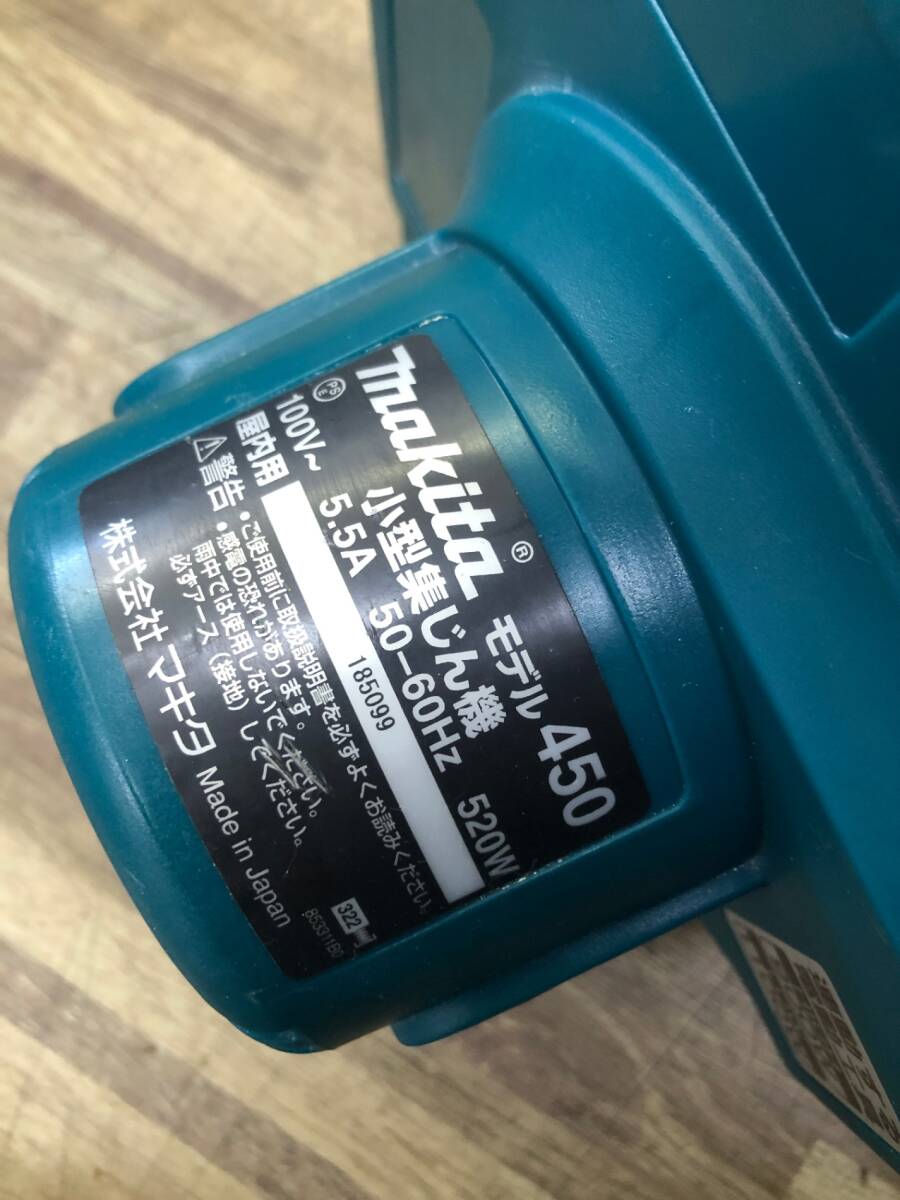 makita® モデル 450
小型集じん機
PS E
100V~ 5.5A 50-60Hz 520W
屋内用
185099
⚠警告 ・ご使用前に取扱説明書を必ずよくお読みください。
・感電の恐れがあります。
雨中では使用しないでください。
必ずアース（接地）してください。
株式会社 マキタ Made in Japan
322
853311B0